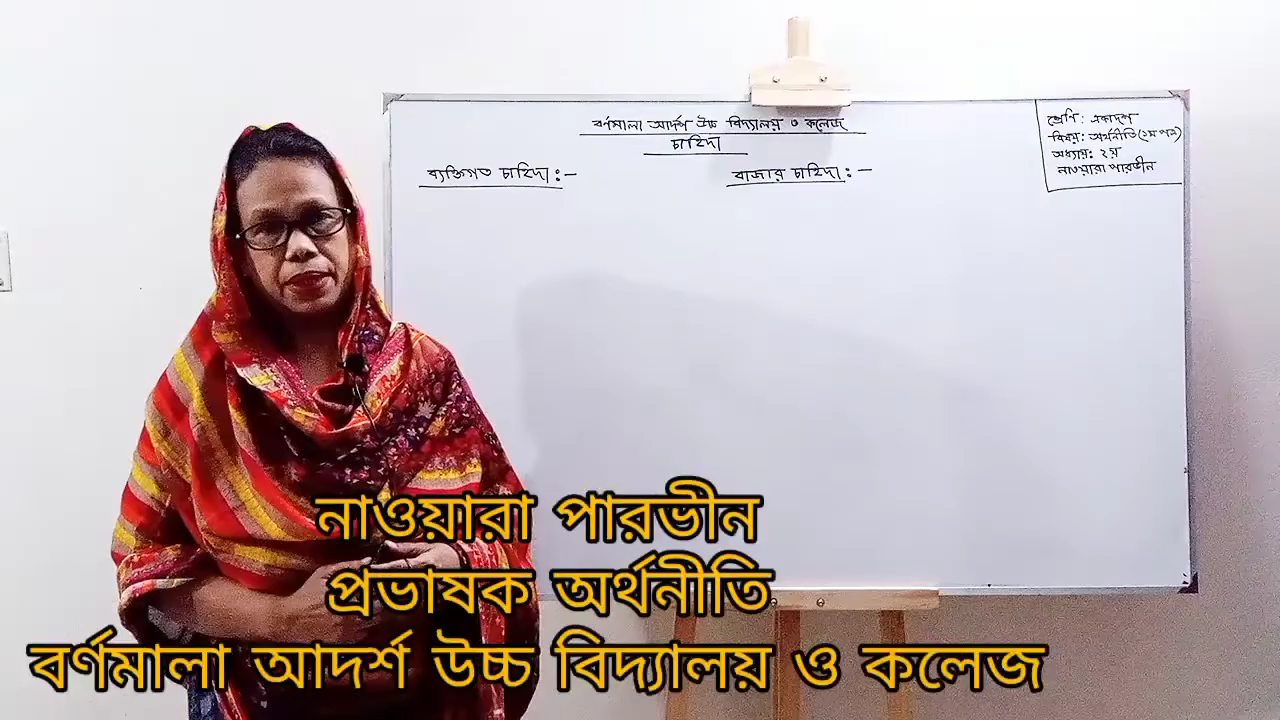 বর্ণমালা আদর্শ উচ্চ বিদ্যালয় ও কলেজ
চাহিদা
ব্যক্তিগত চাহিদা:-
বাজার চাহিদা:-
শ্রেণি: একাদশ
বিষয়: অর্থনীতি (১ম পত্র)
অধ্যায়: ২য়
নাওয়ারা পারভীন
নাওয়ারা পারভীন
প্রভাষক অর্থনীতি
বর্ণমালা আদর্শ উচ্চ বিদ্যালয় ও কলেজ